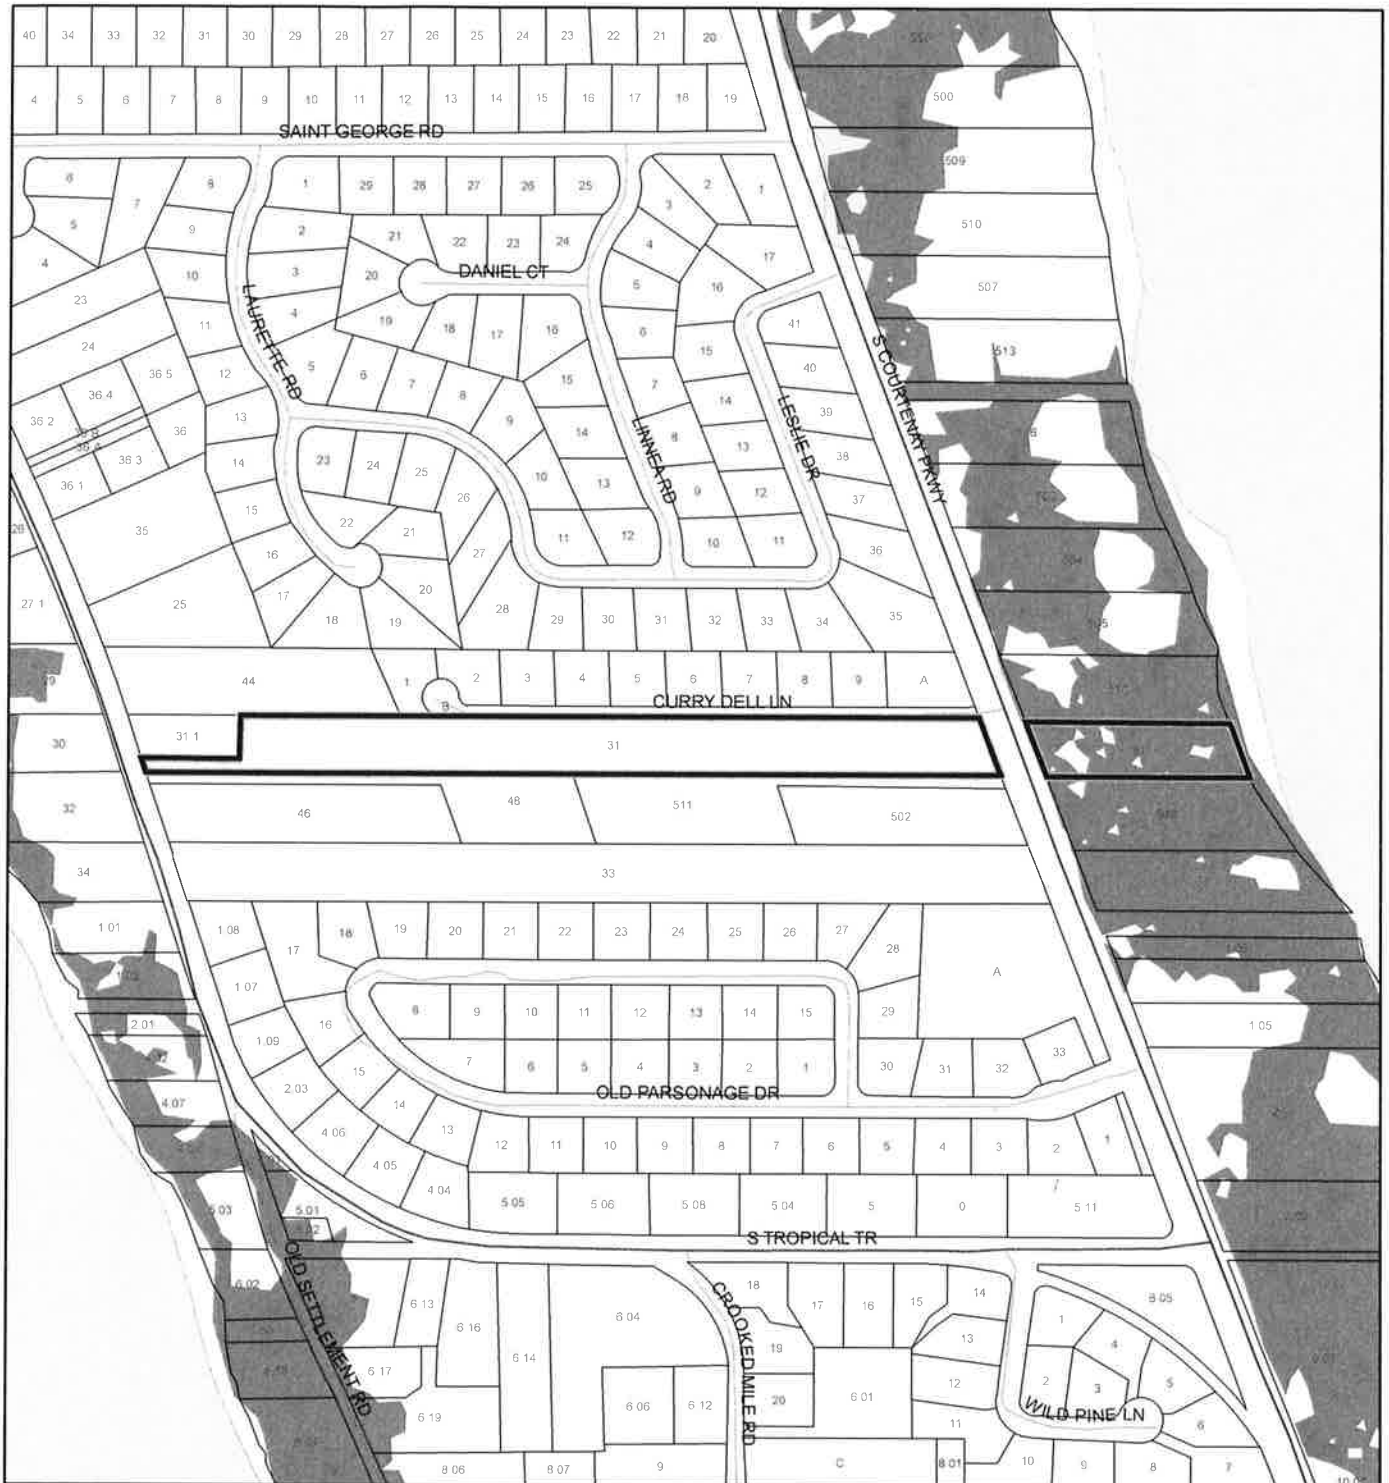 40 34 33 32 31 30 29 28 27 26 25 24 23 22 21 20
4 5 6 7 8 9 10 11 12 13 14 15 16 17 18 19
500
SAINT GEORGE RD
509
6 7 8 1 29 28 27 26 25 2 1
5 9 2 3
510
4 10 21 22 23 24 4 17
DANIEL CT
20 3 5 16
507
23 4 19 18 17 16 6 41
LAURETTE RD
S COURTENAY PKWY
24 11 5 15 513
36 5 12 6 7 8 15 7 40
36 4 13 9 14 39
LINNEA RD
LESLIE DR
36 2 36 36 3 14 23 24 25 14 8 13 38
36 1 15 26 10 13 9 12 37
35 22 21 11 12 10 11 36
16 27
17 20 28
27 1 25 18 19 29 30 31 32 33 34 35
44 1 2 3 4 5 6 7 8 9 A
B
CURRY DELL LN
30 31 1 31
32 46 48 511 502
34 33
1 01 1 08 17 18 19 20 21 22 23 24 25 26 27 28
A
1 07
2 01 1.09 16 8 9 10 11 12 13 14 15 29 1 05
15 7 6 5 4 3 2 1 30 31 32 33
OLD PARSONAGE DR
4 07 2.03 14
4 06 13 12 11 10 9 8 7 6 5 4 3 2 1
4 05
4 04 5 05 5 06 5 08 5 04 5 0 5 11
5 03 5.01
5 02
S TROPICAL TR
OLD SETTLEMENT RD
6 02 6 13 6 16 6 14 6 04 18 17 16 15 14 8 05
CROOKED MILE RD
1 4
13
19
6 17 20 6 01 12 2 3 5
6 19 6 06 6 12 11
WILD PINE LN
6
8 06 8 07 9 C 8 01 10 9 8 7